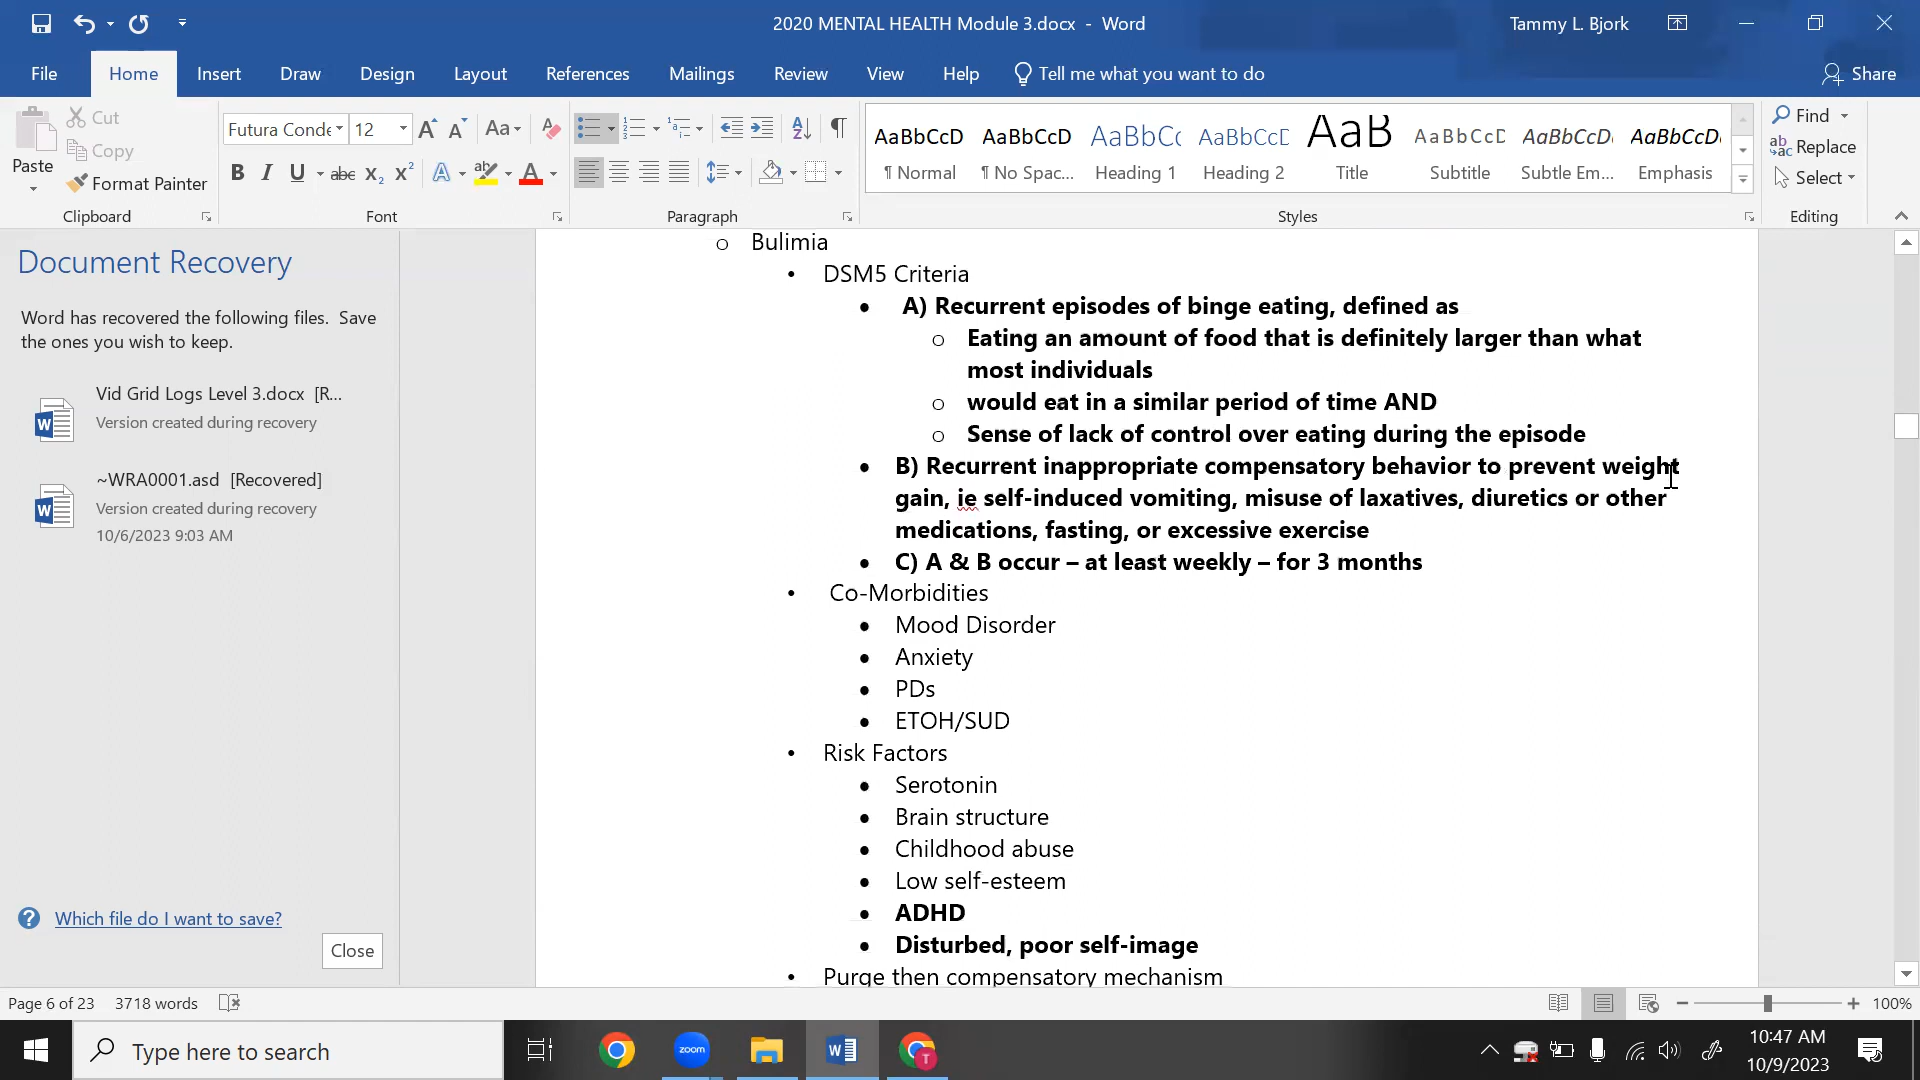 2020 MENTAL HEALTH Module 3.docx - Word
Tammy L. Bjork
File Home Insert Draw Design Layout References Mailings Review View Help Tell me what you want to do Share
Paste
Cut
Copy
Format Painter
Clipboard
Futura Conde 12
Font
Paragraph
AaBbCcD AaBbCcD AaBbCc AaBbCcD AaB AaBbCcD AaBbCcD AaBbCcD
¶ Normal ¶ No Spac... Heading 1 Heading 2 Title Subtitle Subtle Em... Emphasis
Styles
Find
Replace
Select
Editing
Document Recovery
Word has recovered the following files. Save
the ones you wish to keep.
Vid Grid Logs Level 3.docx [R...
Version created during recovery
~WRA0001.asd [Recovered]
Version created during recovery
10/6/2023 9:03 AM
Which file do I want to save?
Close
o Bulimia
• DSM5 Criteria
• A) Recurrent episodes of binge eating, defined as
o Eating an amount of food that is definitely larger than what
most individuals
o would eat in a similar period of time AND
o Sense of lack of control over eating during the episode
• B) Recurrent inappropriate compensatory behavior to prevent weight
gain, ie self-induced vomiting, misuse of laxatives, diuretics or other
medications, fasting, or excessive exercise
• C) A & B occur – at least weekly – for 3 months
• Co-Morbidities
• Mood Disorder
• Anxiety
• PDs
• ETOH/SUD
• Risk Factors
• Serotonin
• Brain structure
• Childhood abuse
• Low self-esteem
• ADHD
• Disturbed, poor self-image
• Purge then compensatory mechanism
Page 6 of 23 3718 words
100%
Type here to search
zoom
10:47 AM
10/9/2023